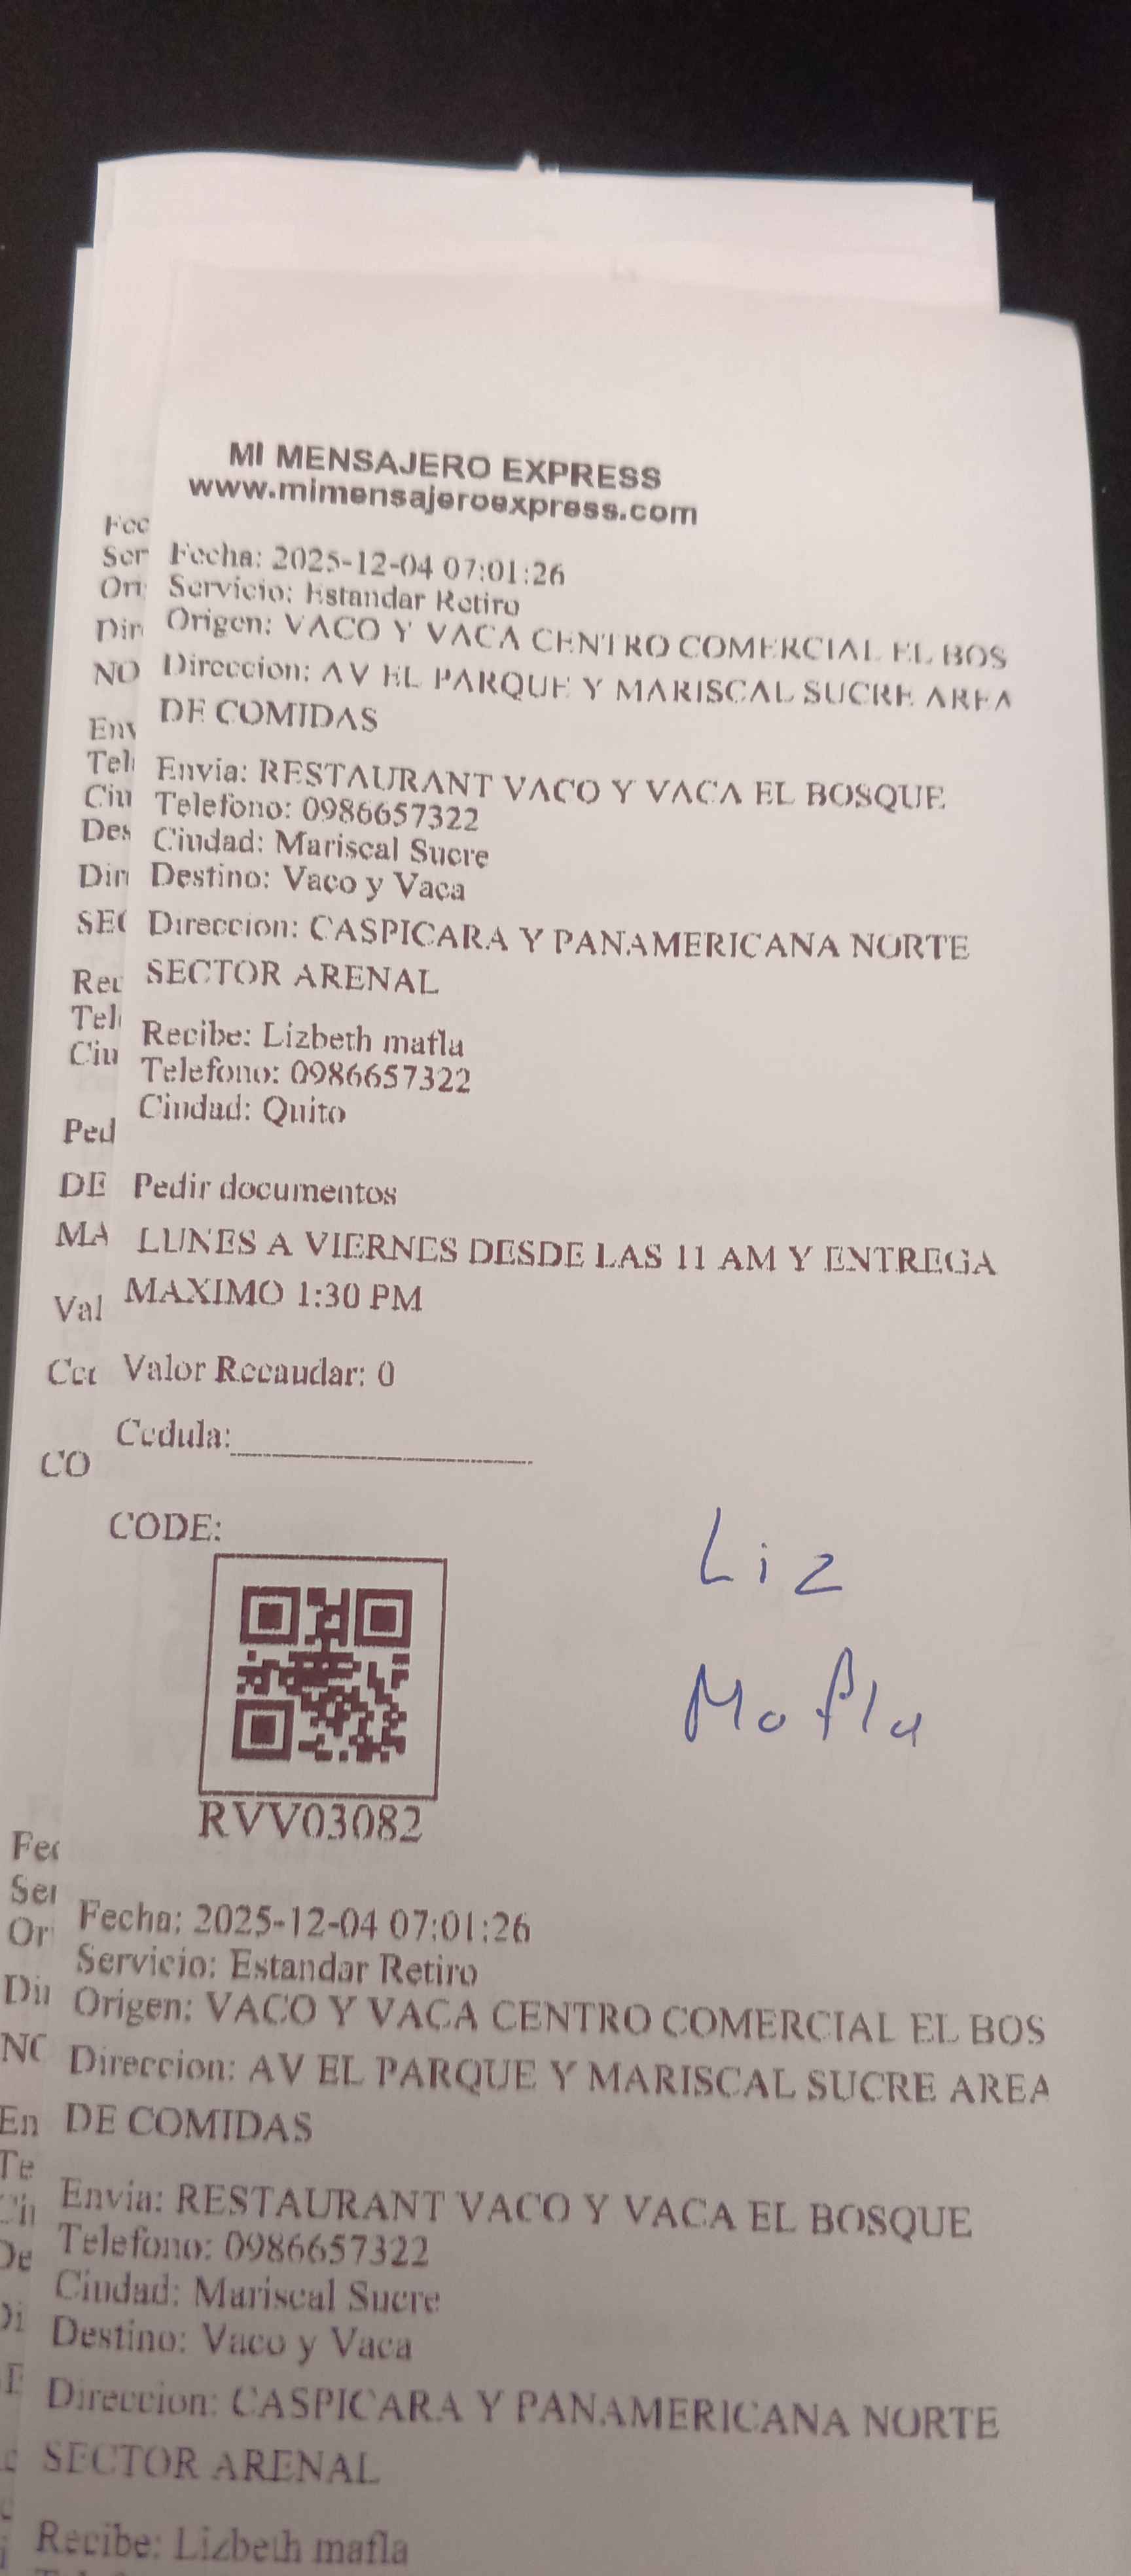 MI MENSAJERO EXPRESS
www.mimensajeroexpress.com
Fecha: 2025-12-04 07:01:26
Servicio: Estandar Retiro
Origen: VACO Y VACA CENTRO COMERCIAL EL BOS
Direccion: AV EL PARQUE Y MARISCAL SUCRE AREA
DE COMIDAS
Envia: RESTAURANT VACO Y VACA EL BOSQUE
Telefono: 0986657322
Ciudad: Mariscal Sucre
Destino: Vaco y Vaca
Direccion: CASPICARA Y PANAMERICANA NORTE
SECTOR ARENAL
Recibe: Lizbeth mafla
Telefono: 0986657322
Ciudad: Quito
Pedir documentos
LUNES A VIERNES DESDE LAS 11 AM Y ENTREGA
MAXIMO 1:30 PM
Valor Recaudar: 0
Cedula:
CODE:
Liz
Mafla
RVV03082
Fecha: 2025-12-04 07:01:26
Servicio: Estandar Retiro
Origen: VACO Y VACA CENTRO COMERCIAL EL BOS
Direccion: AV EL PARQUE Y MARISCAL SUCRE AREA
DE COMIDAS
Envia: RESTAURANT VACO Y VACA EL BOSQUE
Telefono: 0986657322
Ciudad: Mariscal Sucre
Destino: Vaco y Vaca
Direccion: CASPICARA Y PANAMERICANA NORTE
SECTOR ARENAL
Recibe: Lizbeth mafla